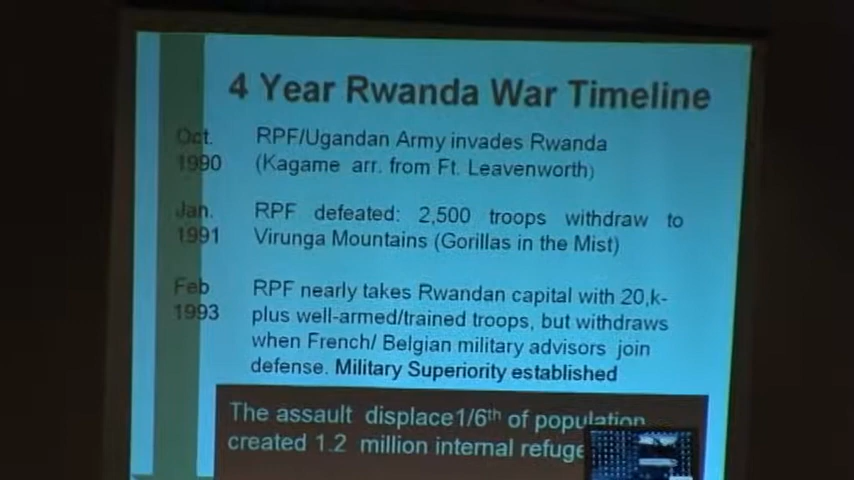 4 Year Rwanda War Timeline
Oct. RPF/Ugandan Army invades Rwanda
1990 (Kagame arr. from Ft. Leavenworth)
Jan. RPF defeated: 2,500 troops withdraw to
1991 Virunga Mountains (Gorillas in the Mist)
Feb RPF nearly takes Rwandan capital with 20,k-
1993 plus well-armed/trained troops, but withdraws
when French/ Belgian military advisors join
defense. Military Superiority established
The assault displace1/6th of population
created 1.2 million internal refuge